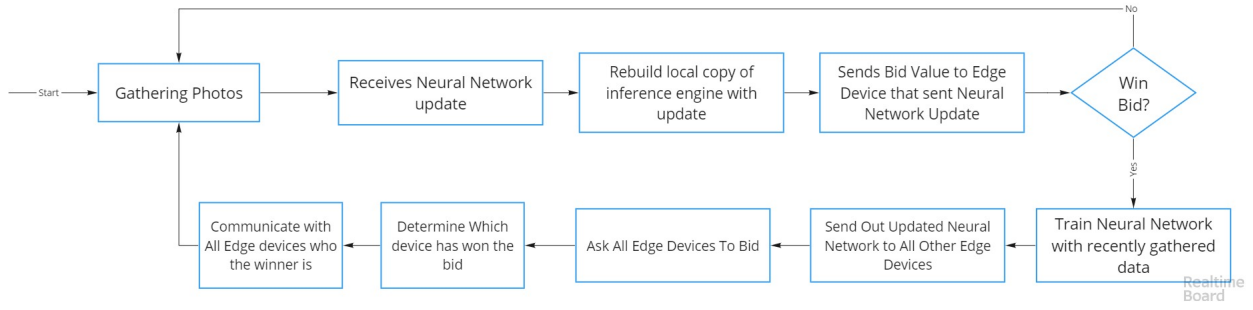 No
Start
Gathering Photos
Receives Neural Network
update
Rebuild local copy of
inference engine with
update
Sends Bid Value to Edge
Device that sent Neural
Network Update
Win
Bid?
Yes
Train Neural Network
with recently gathered
data
Send Out Updated Neural
Network to All Other Edge
Devices
Ask All Edge Devices To Bid
Determine Which
device has won the
bid
Communicate with
All Edge devices who
the winner is
Realtime
Board